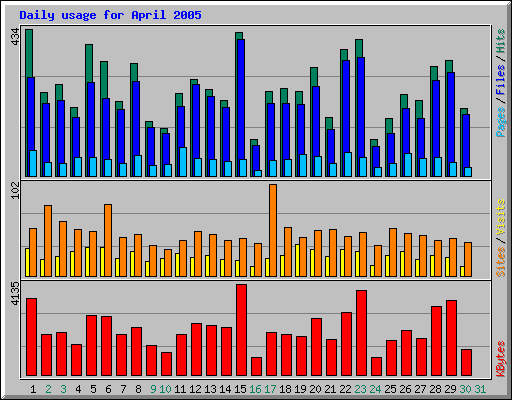 Daily usage for April 2005
434
Pages / Files / Hits
102
Sites / Visits
4135
KBytes
1 2 3 4 5 6 7 8 9 10 11 12 13 14 15 16 17 18 19 20 21 22 23 24 25 26 27 28 29 30 31